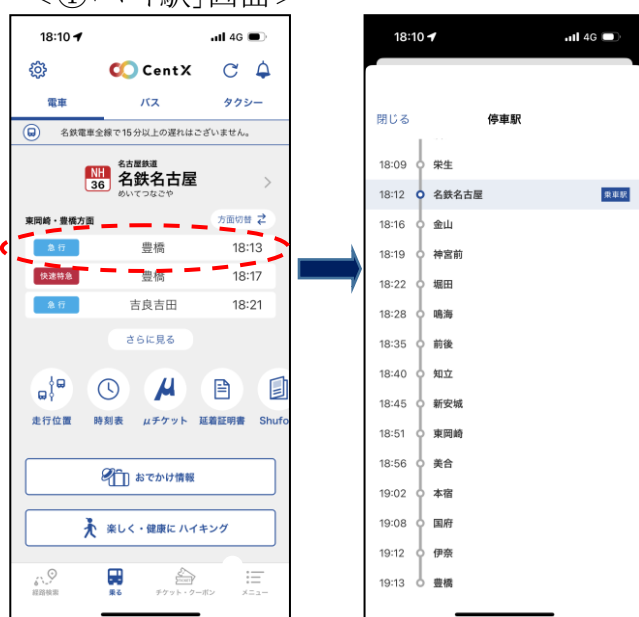 18:10
4G
CentX
電車
バス
タクシー
名鉄電車全線で15分以上の遅れはございません。
NH
36
名古屋鉄道
名鉄名古屋
めいてつなごや
東岡崎・豊橋方面
方面切替
急行
豊橋
18:13
快速特急
豊橋
18:17
急行
吉良吉田
18:21
さらに見る
走行位置
時刻表
μチケット
延着証明書
Shufo
おでかけ情報
楽しく・健康に ハイキング
経路検索
乗る
チケット・クーポン
メニュー
18:10
4G
閉じる
停車駅
18:09 栄生
18:12 名鉄名古屋 乗車駅
18:16 金山
18:19 神宮前
18:22 堀田
18:28 鳴海
18:35 前後
18:40 知立
18:45 新安城
18:51 東岡崎
18:56 美合
19:02 本宿
19:08 国府
19:12 伊奈
19:13 豊橋